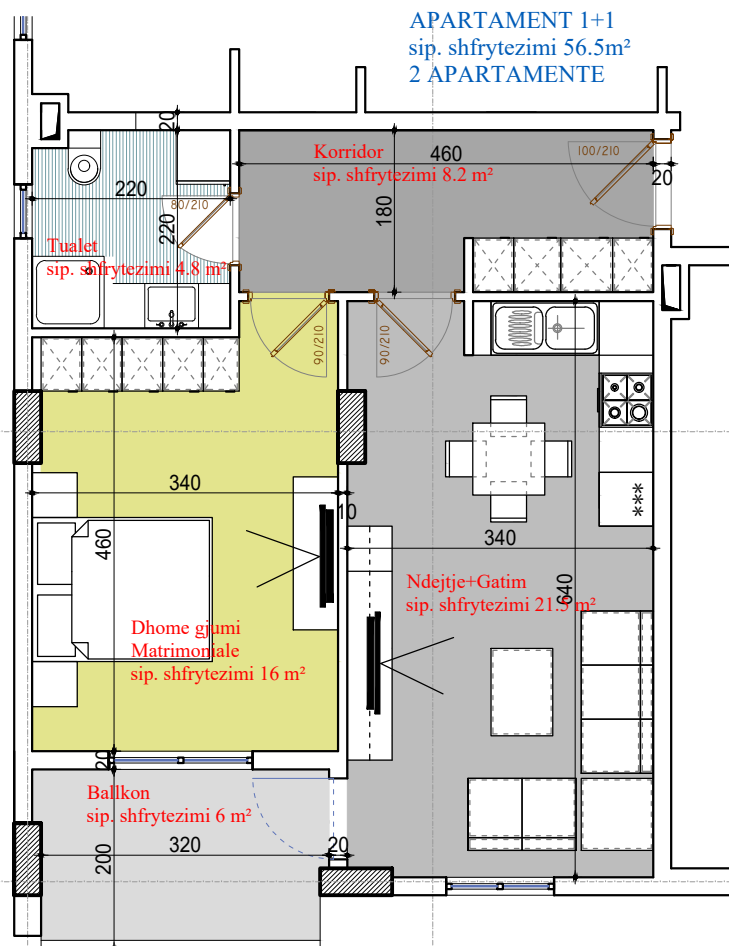 APARTAMENT 1+1
sip. shfrytezimi 56.5m²
2 APARTAMENTE
20
Korridor
460
100/210
sip. shfrytezimi 8.2 m²
20
220
80/210
180
220
Tualet
sip. shfrytezimi 4.8 m²
90/210
90/210
340
***
10
460
340
Ndejtje+Gatim
640
sip. shfrytezimi 21.5 m²
Dhome gjumi
Matrimoniale
sip. shfrytezimi 16 m²
20
Ballkon
sip. shfrytezimi 6 m²
320
20
200